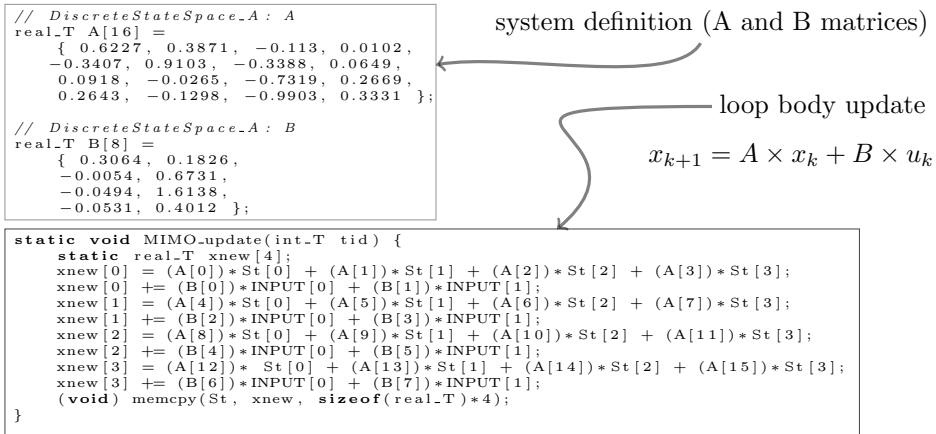 // DiscreteStateSpace_A: A
real_T A[16] =
{ 0.6227, 0.3871, −0.113, 0.0102,
−0.3407, 0.9103, −0.3388, 0.0649,
0.0918, −0.0265, −0.7319, 0.2669,
0.2643, −0.1298, −0.9903, 0.3331 };
// DiscreteStateSpace_A: B
real_T B[8] =
{ 0.3064, 0.1826,
−0.0054, 0.6731,
−0.0494, 1.6138,
−0.0531, 0.4012 };
system definition (A and B matrices)
loop body update
x_{k+1} = A × x_k + B × u_k
static void MIMO_update(int_T tid) {
static real_T xnew[4];
xnew[0] = (A[0])*St[0] + (A[1])*St[1] + (A[2])*St[2] + (A[3])*St[3];
xnew[0] += (B[0])*INPUT[0] + (B[1])*INPUT[1];
xnew[1] = (A[4])*St[0] + (A[5])*St[1] + (A[6])*St[2] + (A[7])*St[3];
xnew[1] += (B[2])*INPUT[0] + (B[3])*INPUT[1];
xnew[2] = (A[8])*St[0] + (A[9])*St[1] + (A[10])*St[2] + (A[11])*St[3];
xnew[2] += (B[4])*INPUT[0] + (B[5])*INPUT[1];
xnew[3] = (A[12])* St[0] + (A[13])*St[1] + (A[14])*St[2] + (A[15])*St[3];
xnew[3] += (B[6])*INPUT[0] + (B[7])*INPUT[1];
(void) memcpy(St, xnew, sizeof(real_T)*4);
}